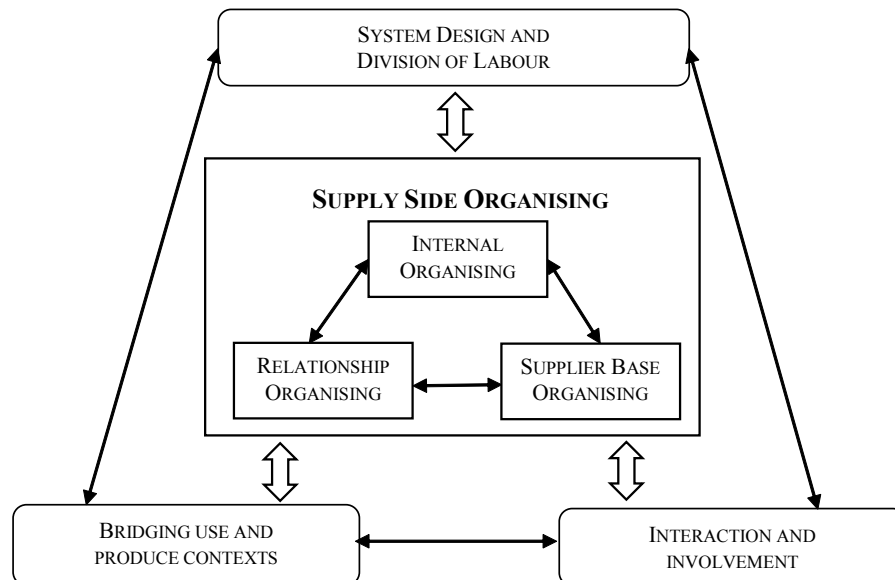 SYSTEM DESIGN AND
DIVISION OF LABOUR
SUPPLY SIDE ORGANISING
INTERNAL
ORGANISING
RELATIONSHIP
ORGANISING
SUPPLIER BASE
ORGANISING
BRIDGING USE AND
PRODUCE CONTEXTS
INTERACTION AND
INVOLVEMENT